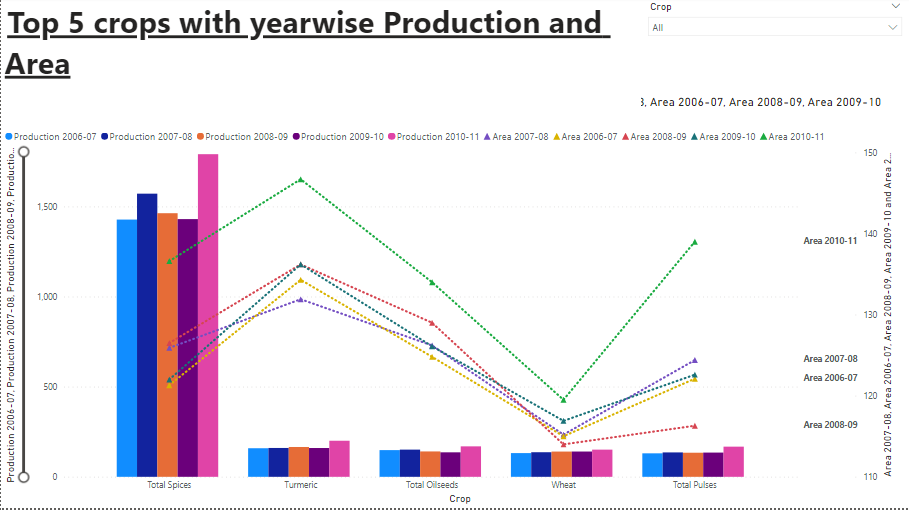 Top 5 crops with yearwise Production and
Area
Crop
All
3, Area 2006-07, Area 2008-09, Area 2009-10
Production 2006-07 Production 2007-08 Production 2008-09 Production 2009-10 Production 2010-11 Area 2007-08 Area 2006-07 Area 2008-09 Area 2009-10 Area 2010-11
Production 2006-07, Production 2007-08, Production 2008-09, Productio...
1,500
1,000
500
0
150
140
130
120
110
Area 2007-08, Area 2006-07, Area 2008-09, Area 2009-10 and Area 2...
Area 2010-11
Area 2007-08
Area 2006-07
Area 2008-09
Total Spices Turmeric Total Oilseeds Wheat Total Pulses
Crop